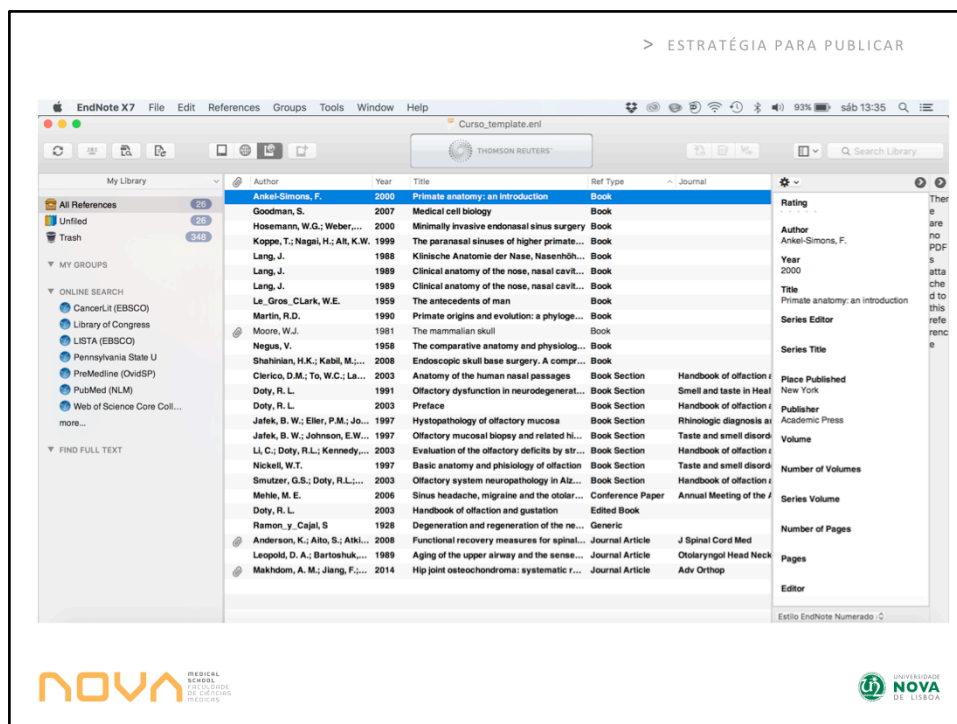 > ESTRATÉGIA PARA PUBLICAR
EndNote X7 File Edit References Groups Tools Window Help 93% sáb 13:35
Curso_template.enl
THOMSON REUTERS™ Search Library
My Library
All References 26
Unfiled 26
Trash 348
MY GROUPS
ONLINE SEARCH
CancerLit (EBSCO)
Library of Congress
LISTA (EBSCO)
Pennsylvania State U
PreMedline (OvidSP)
PubMed (NLM)
Web of Science Core Coll...
more...
FIND FULL TEXT
Author Year Title Ref Type Journal
Ankel-Simons, F. 2000 Primate anatomy: an introduction Book
Goodman, S. 2007 Medical cell biology Book
Hosemann, W.G.; Weber,... 2000 Minimally invasive endonasal sinus surgery Book
Koppe, T.; Nagai, H.; Alt, K.W. 1999 The paranasal sinuses of higher primate... Book
Lang, J. 1988 Klinische Anatomie der Nase, Nasenhöh... Book
Lang, J. 1989 Clinical anatomy of the nose, nasal cavit... Book
Lang, J. 1989 Clinical anatomy of the nose, nasal cavit... Book
Le_Gros_CLark, W.E. 1959 The antecedents of man Book
Martin, R.D. 1990 Primate origins and evolution: a phyloge... Book
Moore, W.J. 1981 The mammalian skull Book
Negus, V. 1958 The comparative anatomy and physiolog... Book
Shahinian, H.K.; Kabil, M.;... 2008 Endoscopic skull base surgery. A compr... Book
Clerico, D.M.; To, W.C.; La... 2003 Anatomy of the human nasal passages Book Section Handbook of olfaction a
Doty, R. L. 1991 Olfactory dysfunction in neurodegenerat... Book Section Smell and taste in Heal
Doty, R. L. 2003 Preface Book Section Handbook of olfaction a
Jafek, B. W.; Eller, P.M.; Jo... 1997 Hystopathology of olfactory mucosa Book Section Rhinologic diagnosis a
Jafek, B. W.; Johnson, E.W... 1997 Olfactory mucosal biopsy and related hi... Book Section Taste and smell disord
Li, C.; Doty, R.L.; Kennedy,... 2003 Evaluation of the olfactory deficits by str... Book Section Handbook of olfaction a
Nickell, W.T. 1997 Basic anatomy and phisiology of olfaction Book Section Taste and smell disord
Smutzer, G.S.; Doty, R.L.;... 2003 Olfactory system neuropathology in Alz... Book Section Handbook of olfaction a
Mehle, M. E. 2006 Sinus headache, migraine and the otolar... Conference Paper Annual Meeting of the A
Doty, R.L. 2003 Handbook of olfaction and gustation Edited Book
Ramon_y_Cajal, S 1928 Degeneration and regeneration of the ne... Generic
Anderson, K.; Aito, S.; Atki... 2008 Functional recovery measures for spinal... Journal Article J Spinal Cord Med
Leopold, D. A.; Bartoshuk,... 1989 Aging of the upper airway and the sense... Journal Article Otolaryngol Head Neck
Makhdom, A. M.; Jiang, F.;... 2014 Hip joint osteochondroma: systematic r... Journal Article Adv Orthop
Rating
Author
Ankel-Simons, F.
Year
2000
Title
Primate anatomy: an introduction
Series Editor
Series Title
Place Published
New York
Publisher
Academic Press
Volume
Number of Volumes
Series Volume
Number of Pages
Pages
Editor
Estilo EndNote Numerado
Ther
e
are
no
PDF
s
atta
che
d to
this
refe
renc
e
NOVA
MEDICAL
SCHOOL
FACULDADE
DE CIÊNCIAS
MÉDICAS
UNIVERSIDADE
NOVA
DE LISBOA